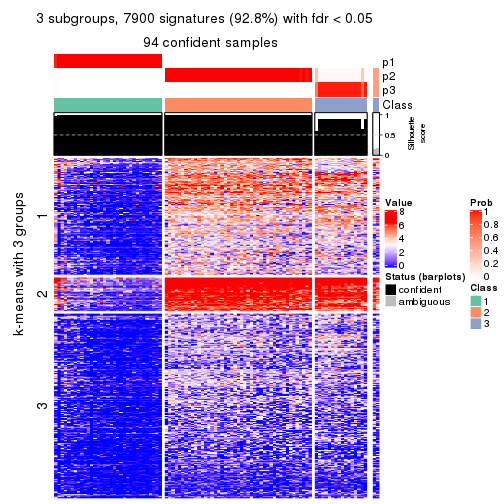 3 subgroups, 7900 signatures (92.8%) with fdr < 0.05
94 confident samples
p1
p2
p3
Class
1
0.5
0
Silhouette
score
k-means with 3 groups
1
2
3
Value
8
6
4
2
0
Status (barplots)
confident
ambiguous
Prob
1
0.8
0.6
0.4
0.2
0
Class
1
2
3